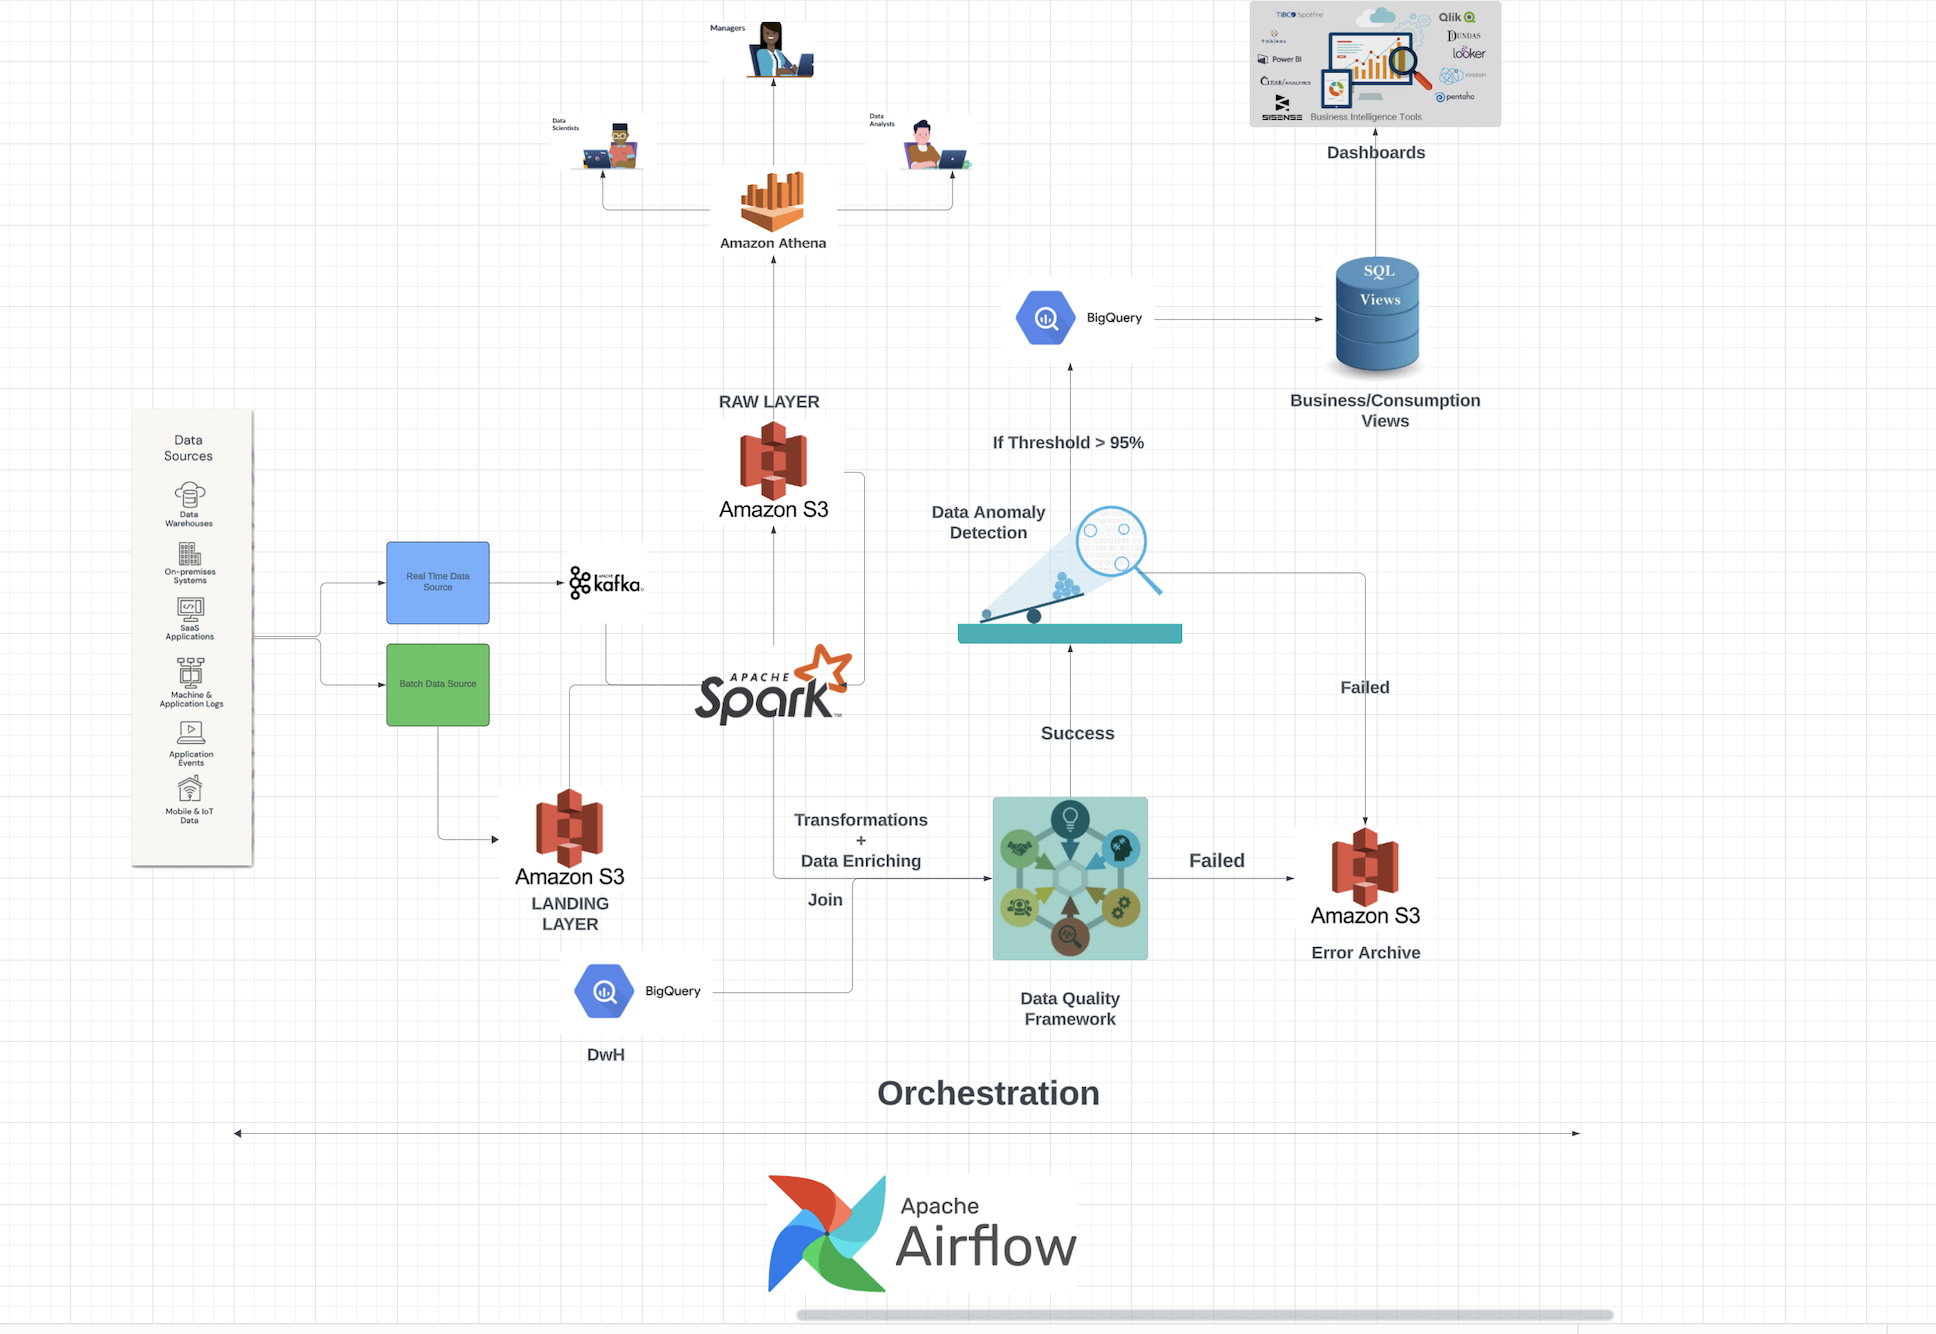 Managers
Data
Scientists
Data
Analysts
Amazon Athena
TIBCO Spotfire
Qlik
tableau
DUNDAS
looker
Power BI
CLEAR/ANALYTICS
einstein
pentaho
SISENSE
Business Intelligence Tools
Dashboards
SQL
Views
BigQuery
Business/Consumption
Views
RAW LAYER
Amazon S3
If Threshold > 95%
Data Anomaly
Detection
Data
Sources
Data
Warehouses
On-premises
Systems
SaaS
Applications
Machine &
Application Logs
Application
Events
Mobile & IoT
Data
Real Time Data
Source
Batch Data Source
APACHE
kafka
APACHE
Spark™
Failed
Success
Amazon S3
LANDING
LAYER
Transformations
+
Data Enriching
Join
Failed
Amazon S3
Error Archive
BigQuery
DwH
Data Quality
Framework
Orchestration
Apache
Airflow